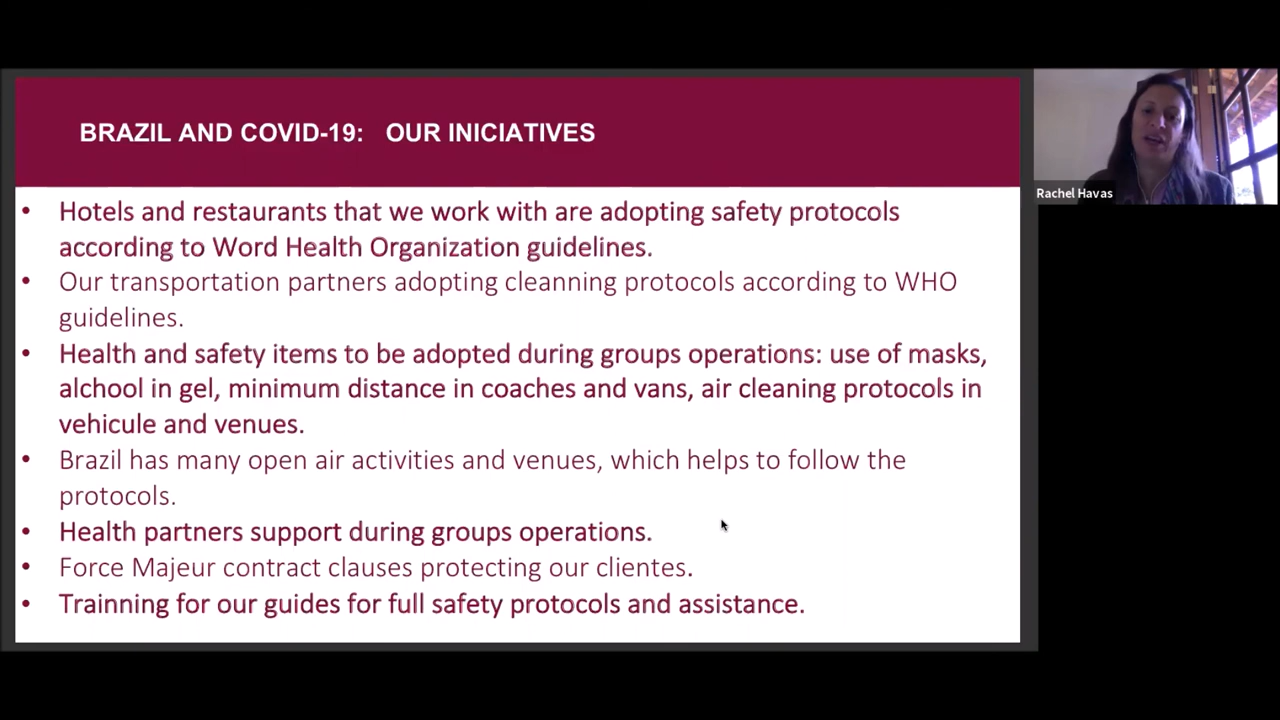 BRAZIL AND COVID-19: OUR INICIATIVES
• Hotels and restaurants that we work with are adopting safety protocols
according to Word Health Organization guidelines.
• Our transportation partners adopting cleanning protocols according to WHO
guidelines.
• Health and safety items to be adopted during groups operations: use of masks,
alchool in gel, minimum distance in coaches and vans, air cleaning protocols in
vehicule and venues.
• Brazil has many open air activities and venues, which helps to follow the
protocols.
• Health partners support during groups operations.
• Force Majeur contract clauses protecting our clientes.
• Trainning for our guides for full safety protocols and assistance.
Rachel Havas